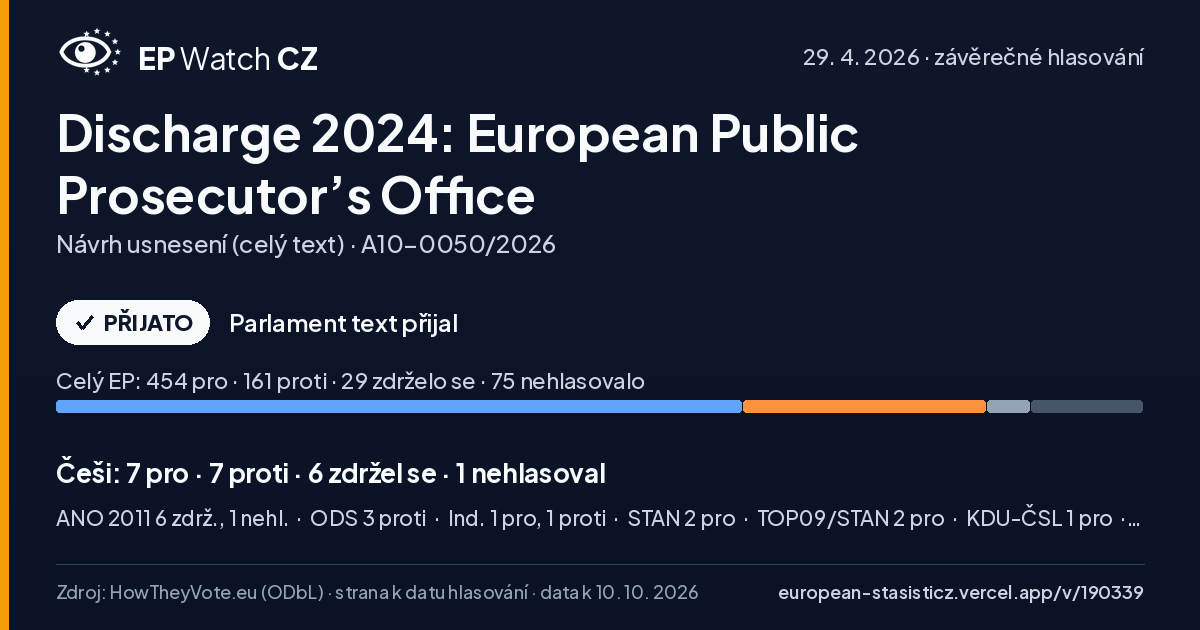 EP Watch CZ
29. 4. 2026 · závěrečné hlasování
Discharge 2024: European Public
Prosecutor’s Office
Návrh usnesení (celý text) · A10-0050/2026
✓ PŘIJATO
Parlament text přijal
Celý EP: 454 pro · 161 proti · 29 zdrželo se · 75 nehlasovalo
Češi: 7 pro · 7 proti · 6 zdržel se · 1 nehlasoval
ANO 2011 6 zdrž., 1 nehl. · ODS 3 proti · Ind. 1 pro, 1 proti · STAN 2 pro · TOP09/STAN 2 pro · KDU-ČSL 1 pro ·…
Zdroj: HowTheyVote.eu (ODbL) · strana k datu hlasování · data k 10. 10. 2026
european-stasisticz.vercel.app/v/190339